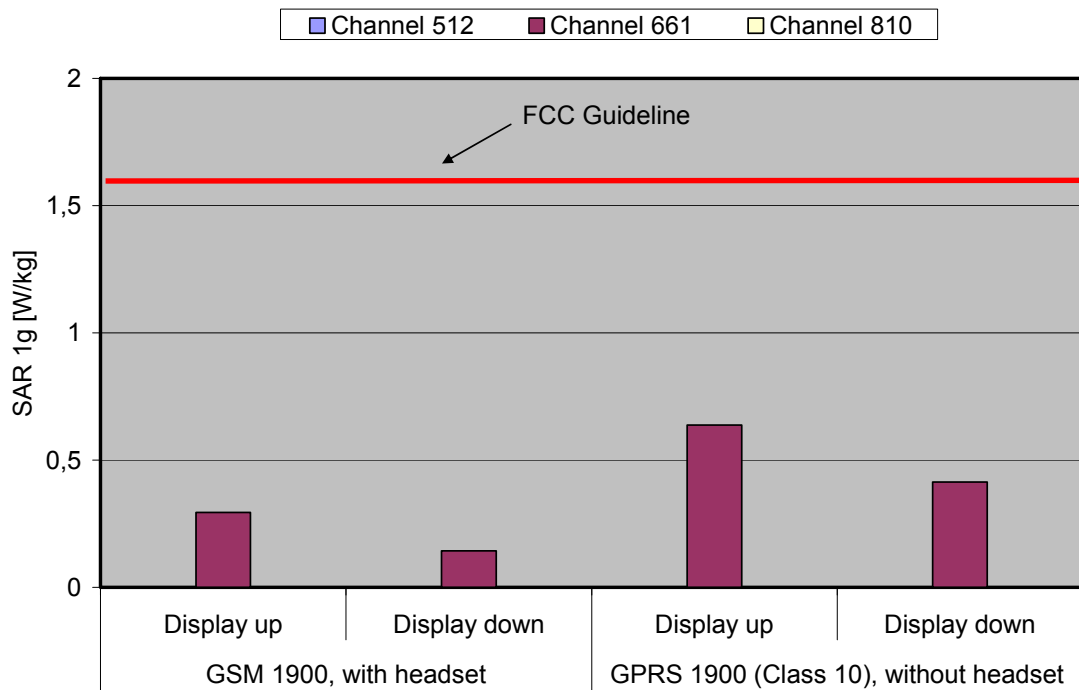 Channel 512 Channel 661 Channel 810
2
FCC Guideline
1,5
SAR 1g [W/kg]
1
0,5
0
Display up Display down Display up Display down
GSM 1900, with headset GPRS 1900 (Class 10), without headset